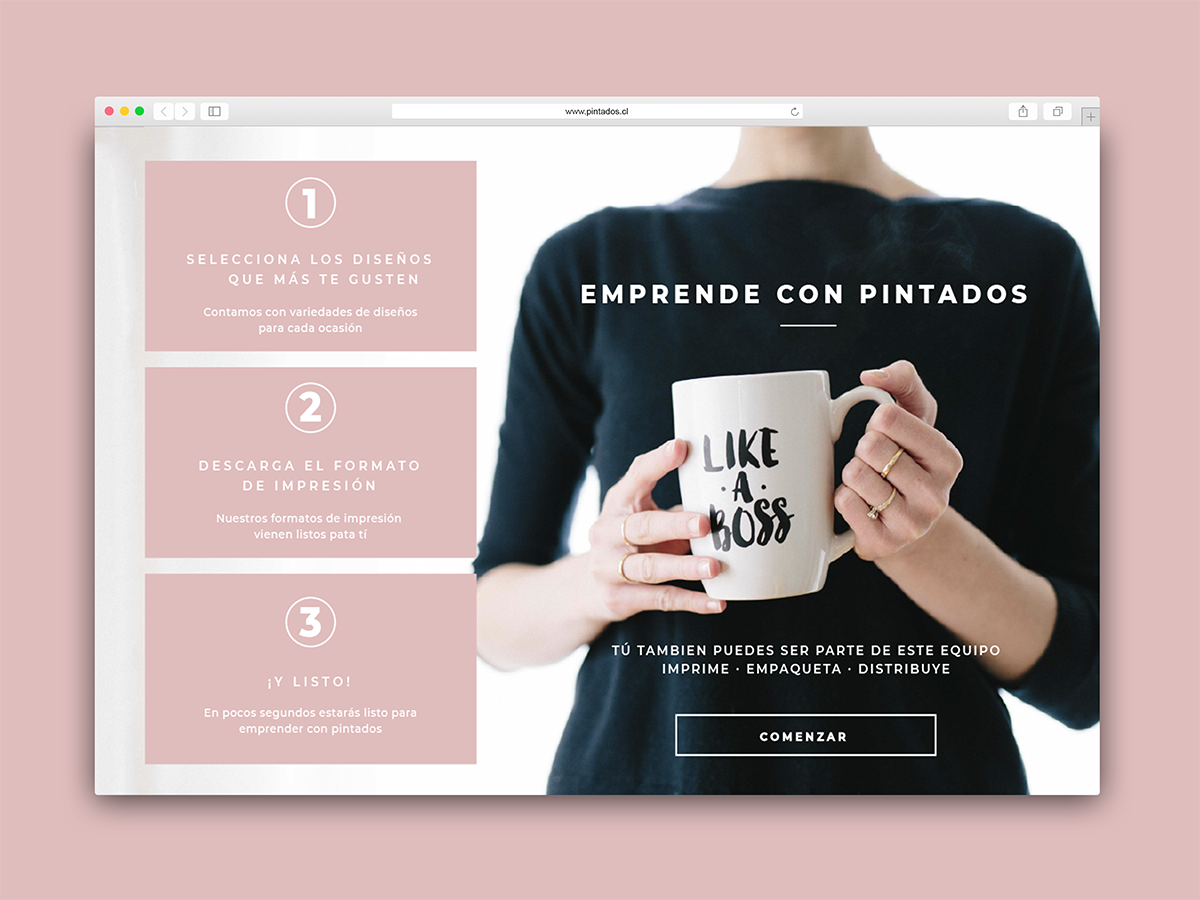 www.pintados.cl
1
SELECCIONA LOS DISEÑOS
QUE MÁS TE GUSTEN
Contamos con variedades de diseños
para cada ocasión
2
DESCARGA EL FORMATO
DE IMPRESIÓN
Nuestros formatos de impresión
vienen listos pata tí
3
¡Y LISTO!
En pocos segundos estarás listo para
emprender con pintados
EMPRENDE CON PINTADOS
LIKE
· A ·
BOSS
TÚ TAMBIEN PUEDES SER PARTE DE ESTE EQUIPO
IMPRIME · EMPAQUETA · DISTRIBUYE
COMENZAR